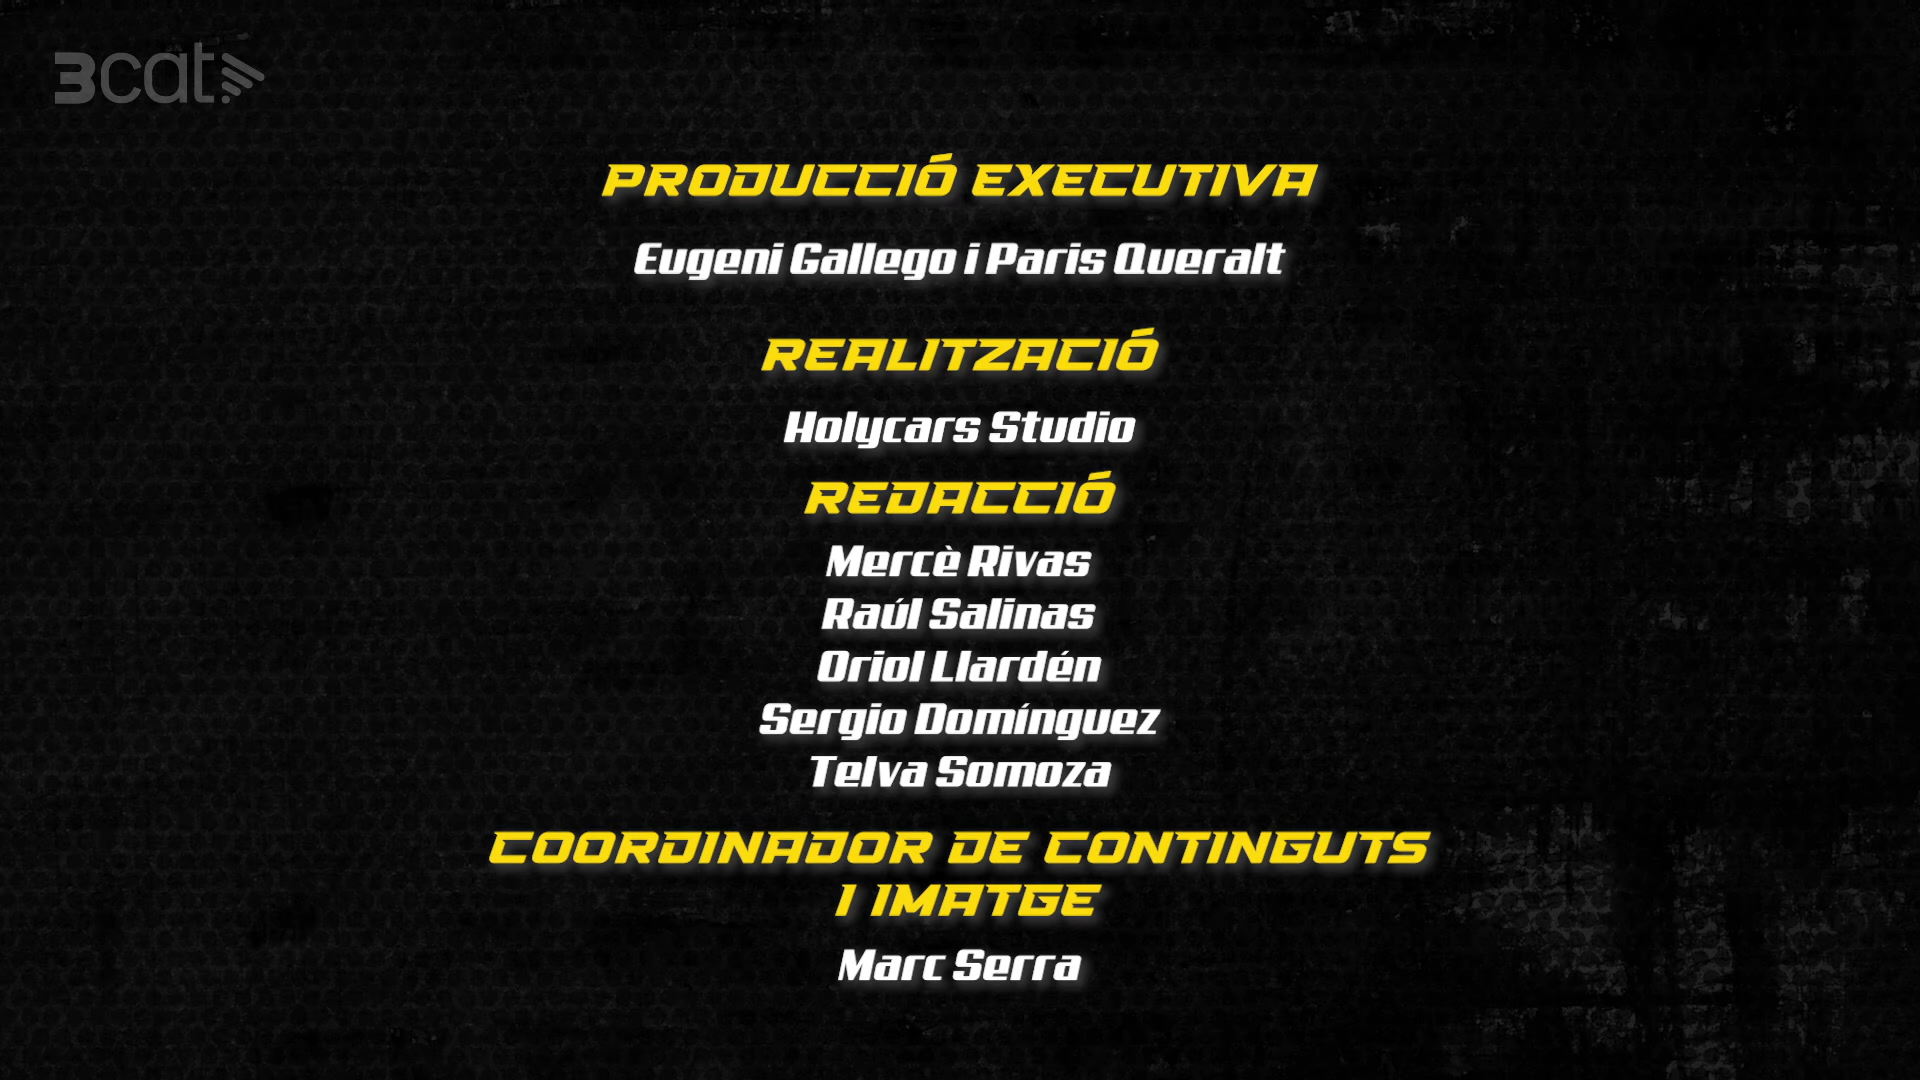 3cat
PRODUCCIÓ EXECUTIVA
Eugeni Gallego i Paris Queralt
REALITZACIÓ
Holycars Studio
REDACCIÓ
Mercè Rivas
Raúl Salinas
Oriol Llardén
Sergio Domínguez
Telva Somoza
COORDINADOR DE CONTINGUTS
I IMATGE
Marc Serra